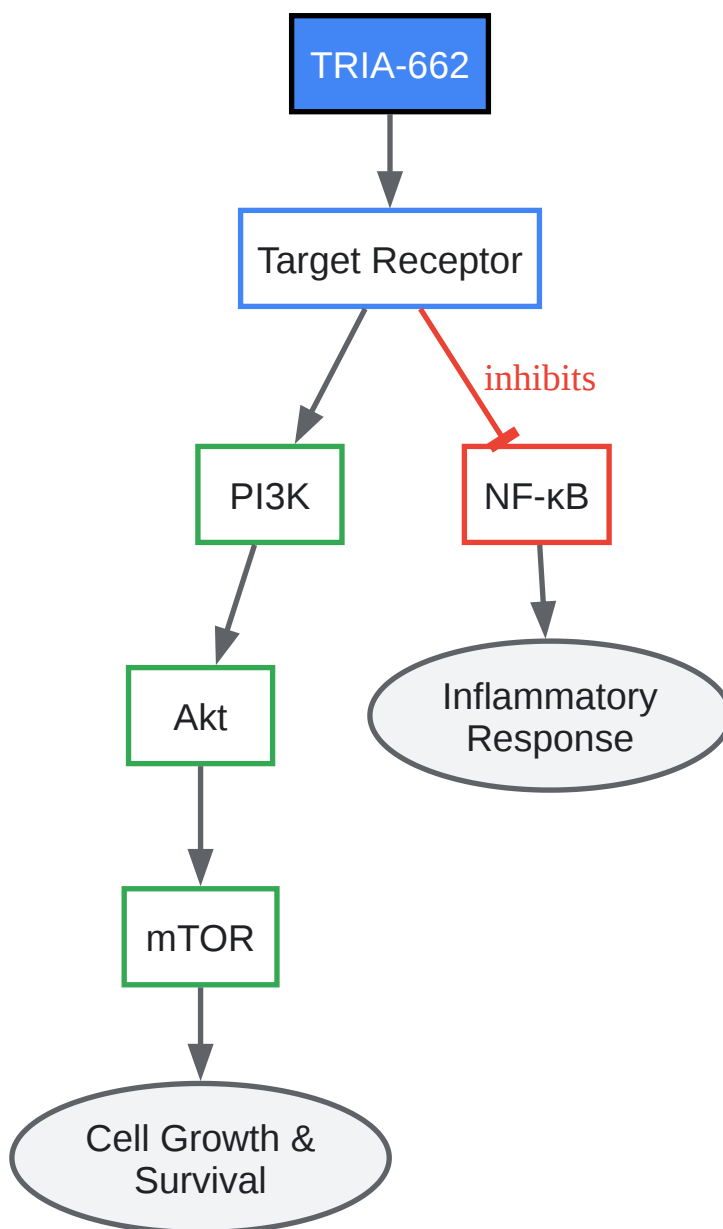 TRIA-662
Target Receptor
inhibits
PI3K
NF-κB
Akt
Inflammatory
Response
mTOR
Cell Growth &
Survival